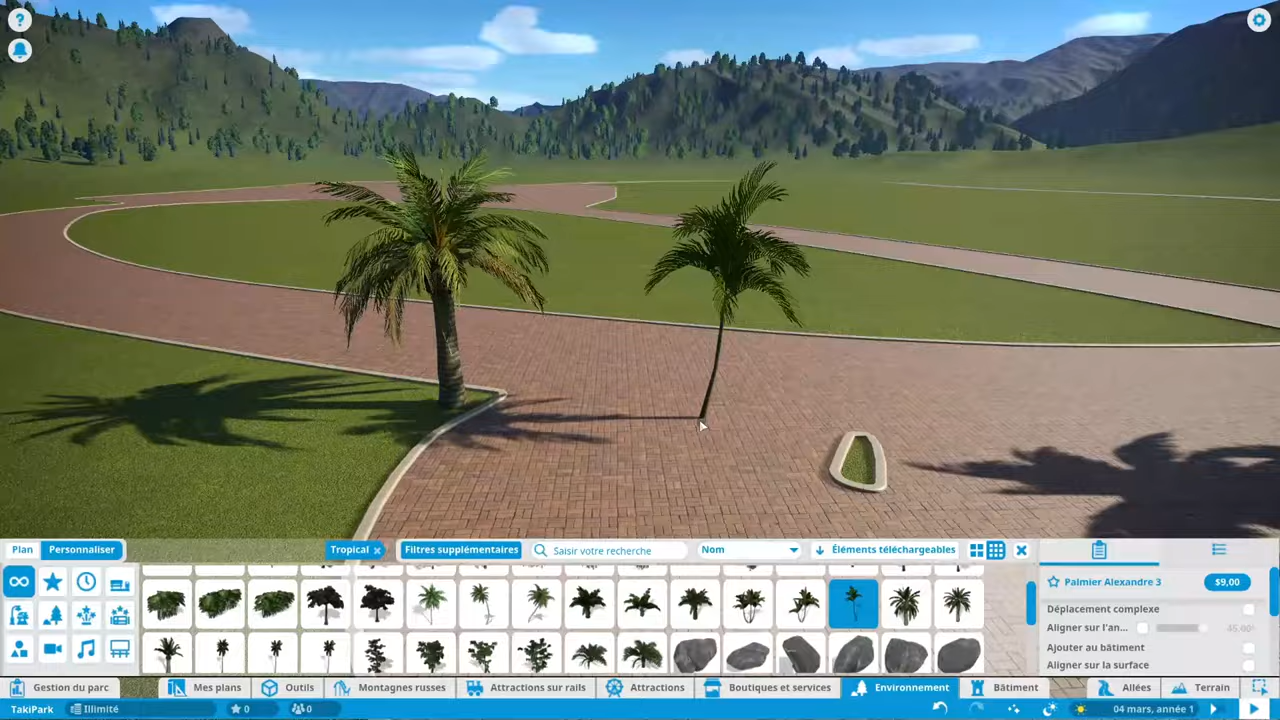 ?
Plan
Personnaliser
Tropical ×
Filtres supplémentaires
Saisir votre recherche
Nom
Éléments téléchargeables
Palmier Alexandre 3
$9,00
Déplacement complexe
Aligner sur l'an...
45,00°
Ajouter au bâtiment
Aligner sur la surface
Gestion du parc
Mes plans
Outils
Montagnes russes
Attractions sur rails
Attractions
Boutiques et services
Environnement
Bâtiment
Allées
Terrain
TakiPark
Illimité
0
0
04 mars, année 1